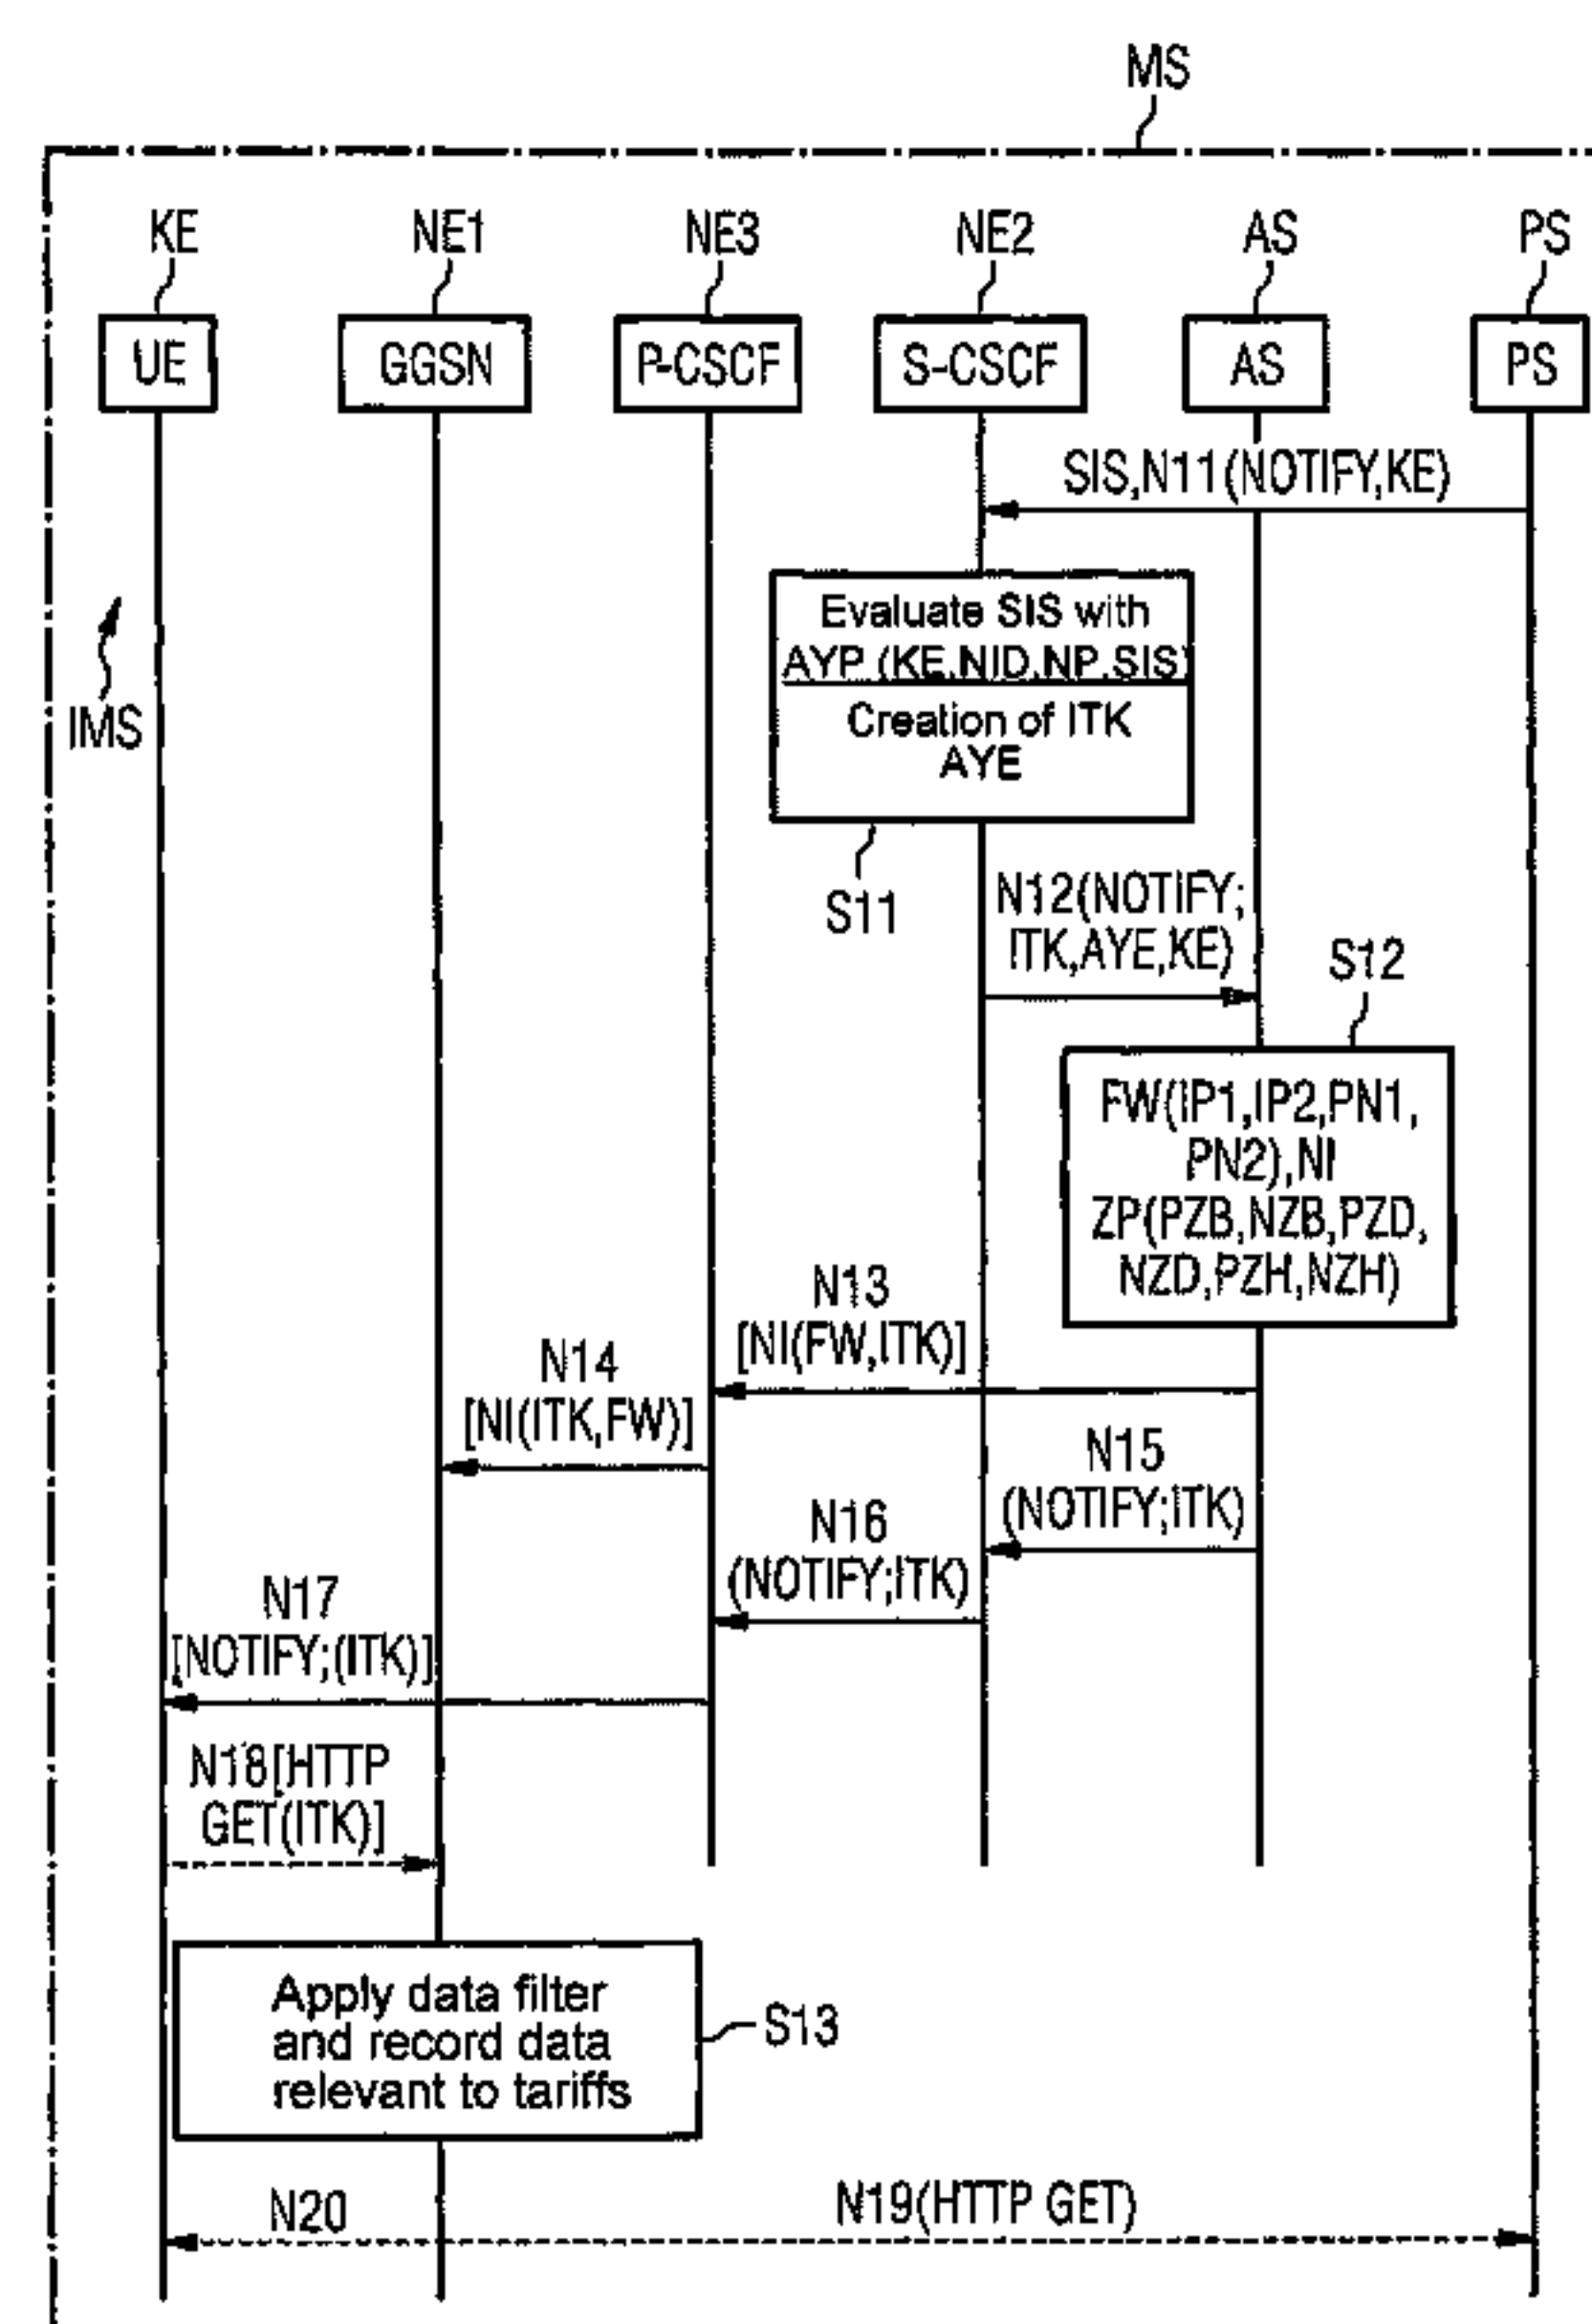 MS
KE NE1 NE3 NE2 AS PS
UE GGSN P-CSCF S-CSCF AS PS
SIS,N11(NOTIFY,KE)
Evaluate SIS with
AYP (KE,NID,NP,SIS)
Creation of ITK
AYE
IMS
S11
N12(NOTIFY;
ITK,AYE,KE)
S12
FW(IP1,IP2,PN1,
PN2),NI
ZP(PZB,NZB,PZD,
NZD,PZH,NZH)
N13
[NI(FW,ITK)]
N14
[NI(ITK,FW)]
N15
(NOTIFY;ITK)
N16
(NOTIFY;ITK)
N17
[NOTIFY;(ITK)]
N18[HTTP
GET(ITK)]
Apply data filter
and record data
relevant to tariffs
S13
N20
N19(HTTP GET)